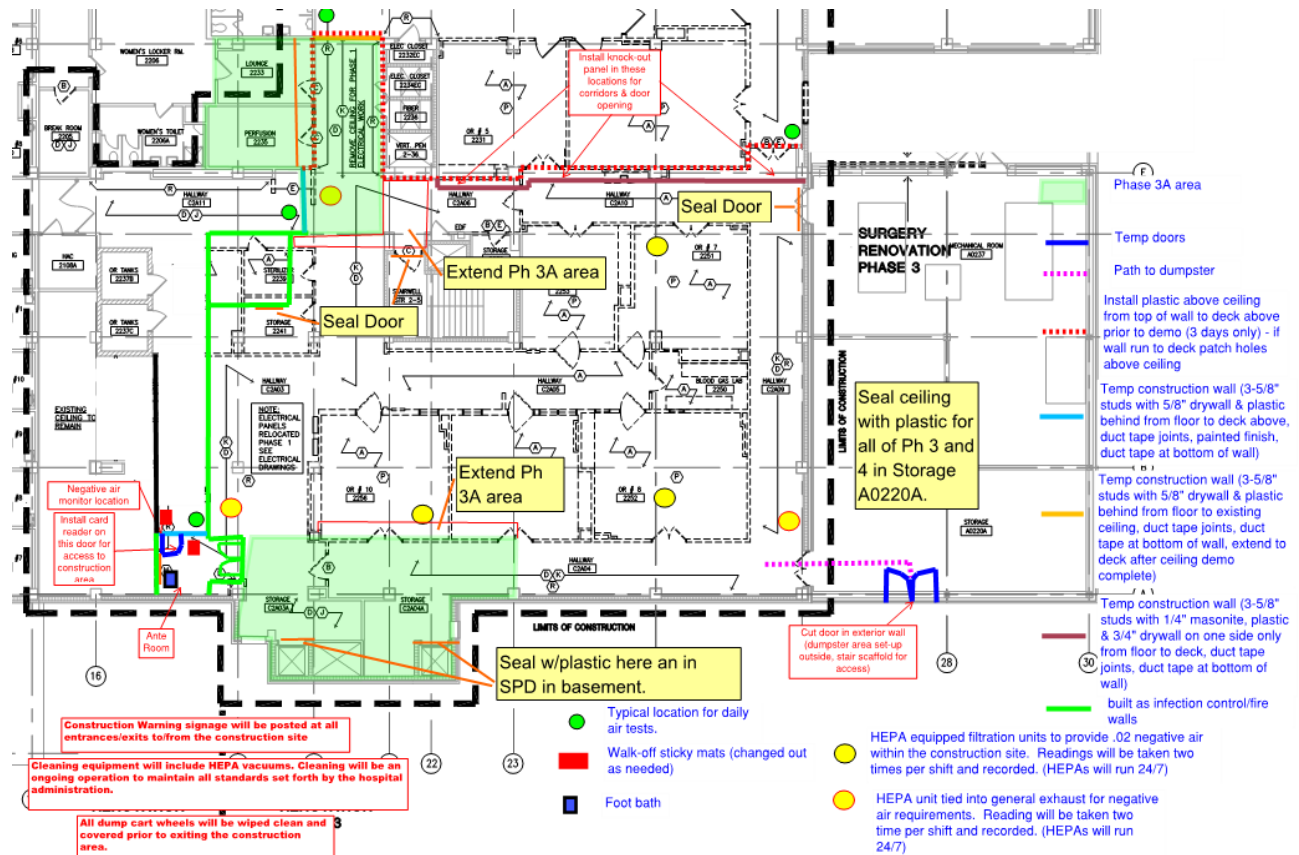 WOMEN'S LOCKER RM.
2206
LOUNGE
2233
ELEC CLOSET
2232EC
ELEC. CLOSET
2234EC
FIBER
2234
VERT. PEN
2-36
BREAK ROOM
2205
WOMEN'S TOILET
2206A
PERFUSION
2235
REMOVE CEILING FOR PHASE 1
ELECTRICAL WORK
OR # 5
2231
Install knock-out
panel in these
locations for
corridors & door
opening
HALLWAY
C2A11
HALLWAY
C2A06
HALLWAY
C2A10
Seal Door
EDF
STORAGE
HAC
2108A
OR TANKS
2237B
OR TANKS
2237C
STERILIZER
2239
STORAGE
2241
Seal Door
Extend Ph 3A area
STAIRWELL
STR 2-5
2253
OR # 7
2251
SURGERY
RENOVATION
PHASE 3
MECHANICAL ROOM
A0237
HALLWAY
C2A03
HALLWAY
C2A05
BLOOD GAS LAB
2250
HALLWAY
C2A09
LIMITS OF CONSTRUCTION
EXISTING
CEILING TO
REMAIN
NOTE:
ELECTRICAL
PANELS
RELOCATED
PHASE 1
SEE
ELECTRICAL
DRAWINGS
Seal ceiling
with plastic for
all of Ph 3 and
4 in Storage
A0220A.
Extend Ph
3A area
OR # 10
2256
OR # 8
2252
STORAGE
A0220A
Negative air
monitor location
Install card
reader on
this door for
access to
construction
area
Ante
Room
HALLWAY
C2A04
STORAGE
C2A03A
STORAGE
C2A04A
LIMITS OF CONSTRUCTION
Cut door in exterior wall
(dumpster area set-up
outside, stair scaffold for
access)
Seal w/plastic here an in
SPD in basement.
16
22
23
28
30
Phase 3A area
Temp doors
Path to dumpster
Install plastic above ceiling
from top of wall to deck above
prior to demo (3 days only) - if
wall run to deck patch holes
above ceiling
Temp construction wall (3-5/8"
studs with 5/8" drywall & plastic
behind from floor to deck above,
duct tape joints, painted finish,
duct tape at bottom of wall)
Temp construction wall (3-5/8"
studs with 5/8" drywall & plastic
behind from floor to existing
ceiling, duct tape joints, duct
tape at bottom of wall, extend to
deck after ceiling demo
complete)
Temp construction wall (3-5/8"
studs with 1/4" masonite, plastic
& 3/4" drywall on one side only
from floor to deck, duct tape
joints, duct tape at bottom of
wall)
built as infection control/fire
walls
Construction Warning signage will be posted at all
entrances/exits to/from the construction site
Cleaning equipment will include HEPA vacuums. Cleaning will be an
ongoing operation to maintain all standards set forth by the hospital
administration.
All dump cart wheels will be wiped clean and
covered prior to exiting the construction
area.
3
Typical location for daily
air tests.
Walk-off sticky mats (changed out
as needed)
Foot bath
HEPA equipped filtration units to provide .02 negative air
within the construction site. Readings will be taken two
times per shift and recorded. (HEPAs will run 24/7)
HEPA unit tied into general exhaust for negative
air requirements. Reading will be taken two
time per shift and recorded. (HEPAs will run
24/7)